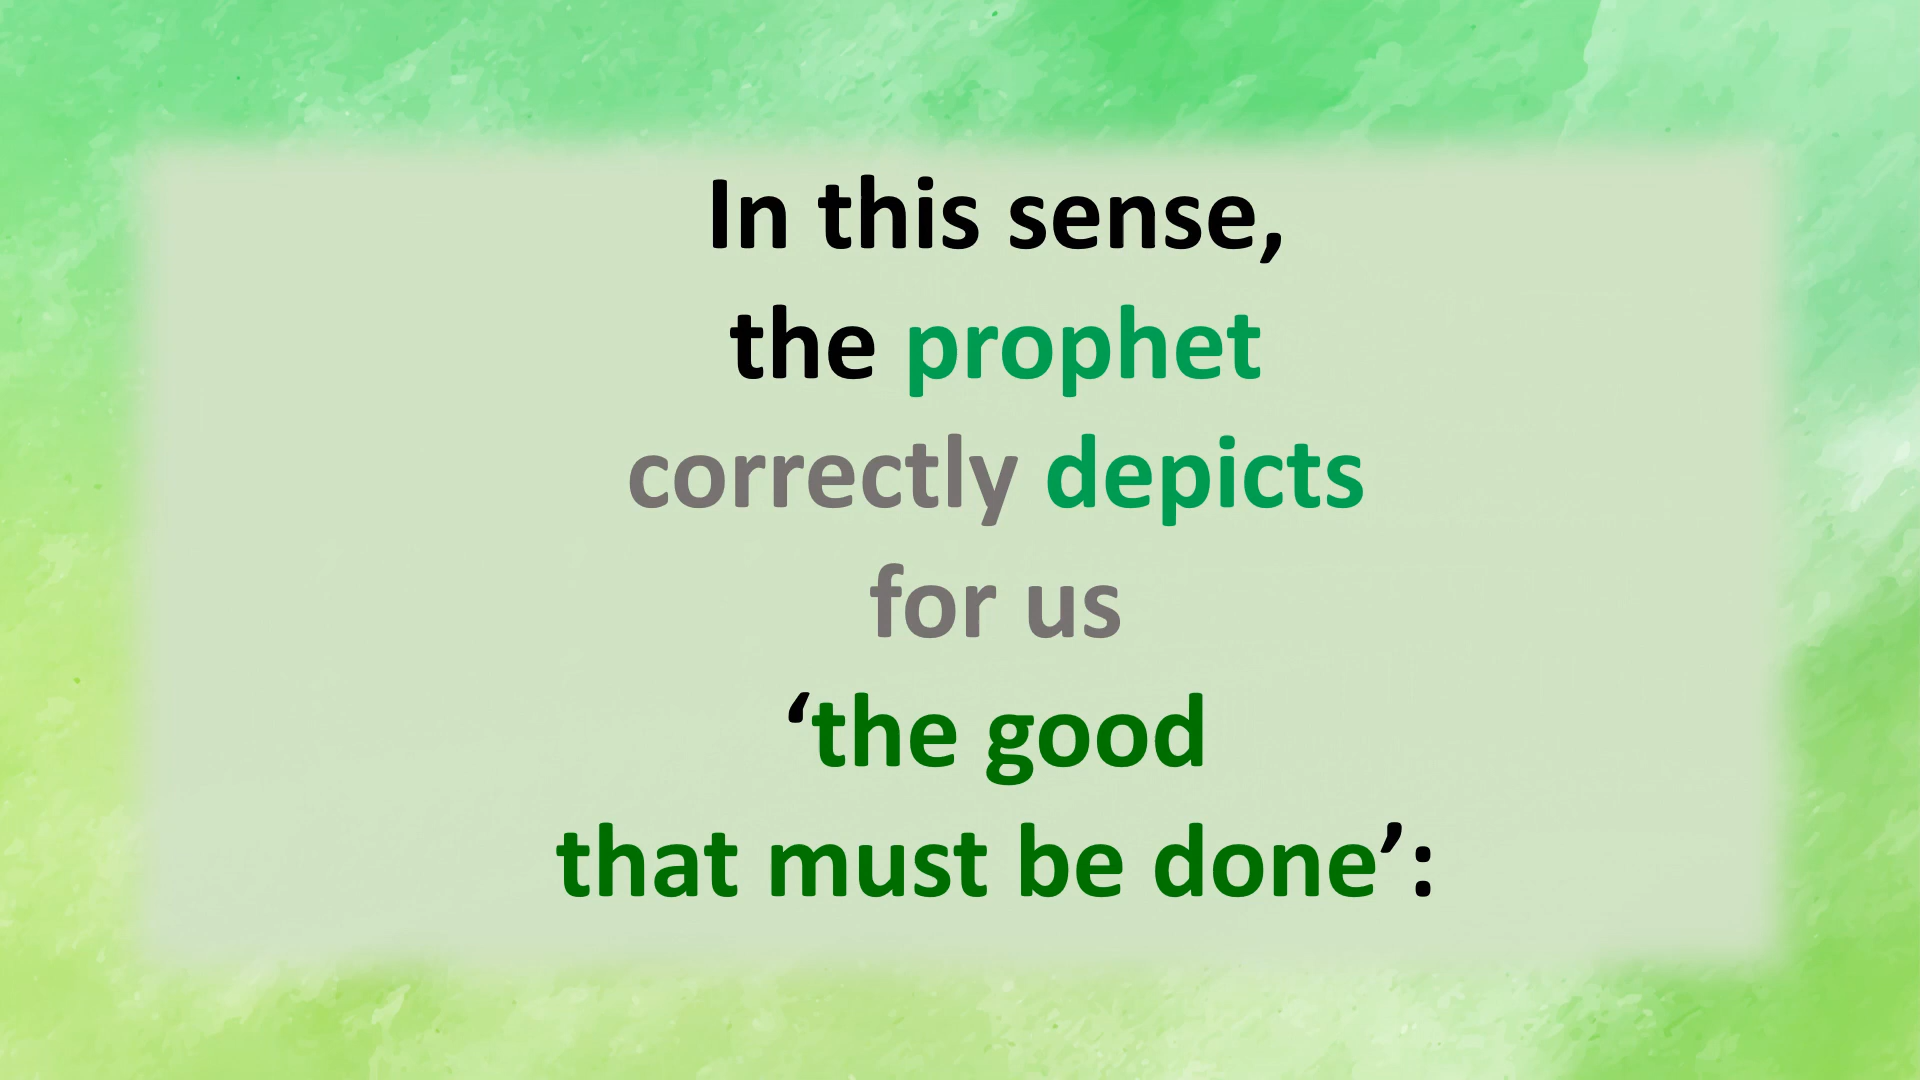 In this sense,
the prophet
correctly depicts
for us
‘the good
that must be done’: